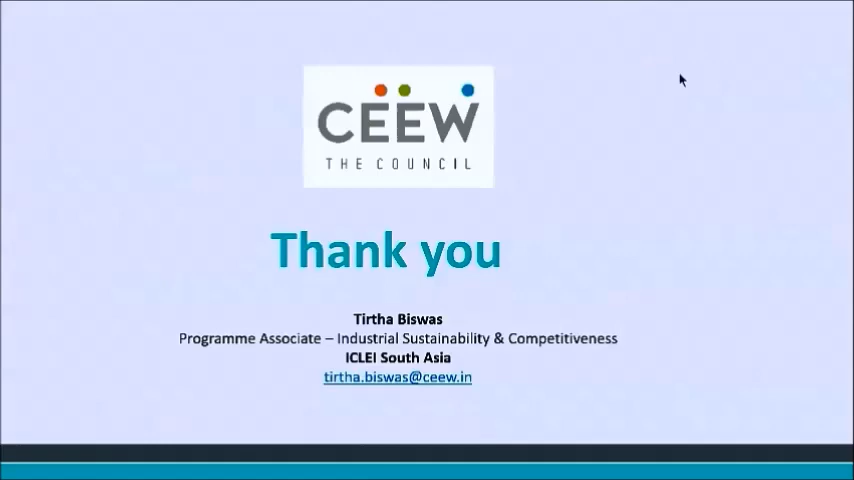 CEEW
THE COUNCIL
Thank you
Tirtha Biswas
Programme Associate – Industrial Sustainability & Competitiveness
ICLEI South Asia
tirtha.biswas@ceew.in